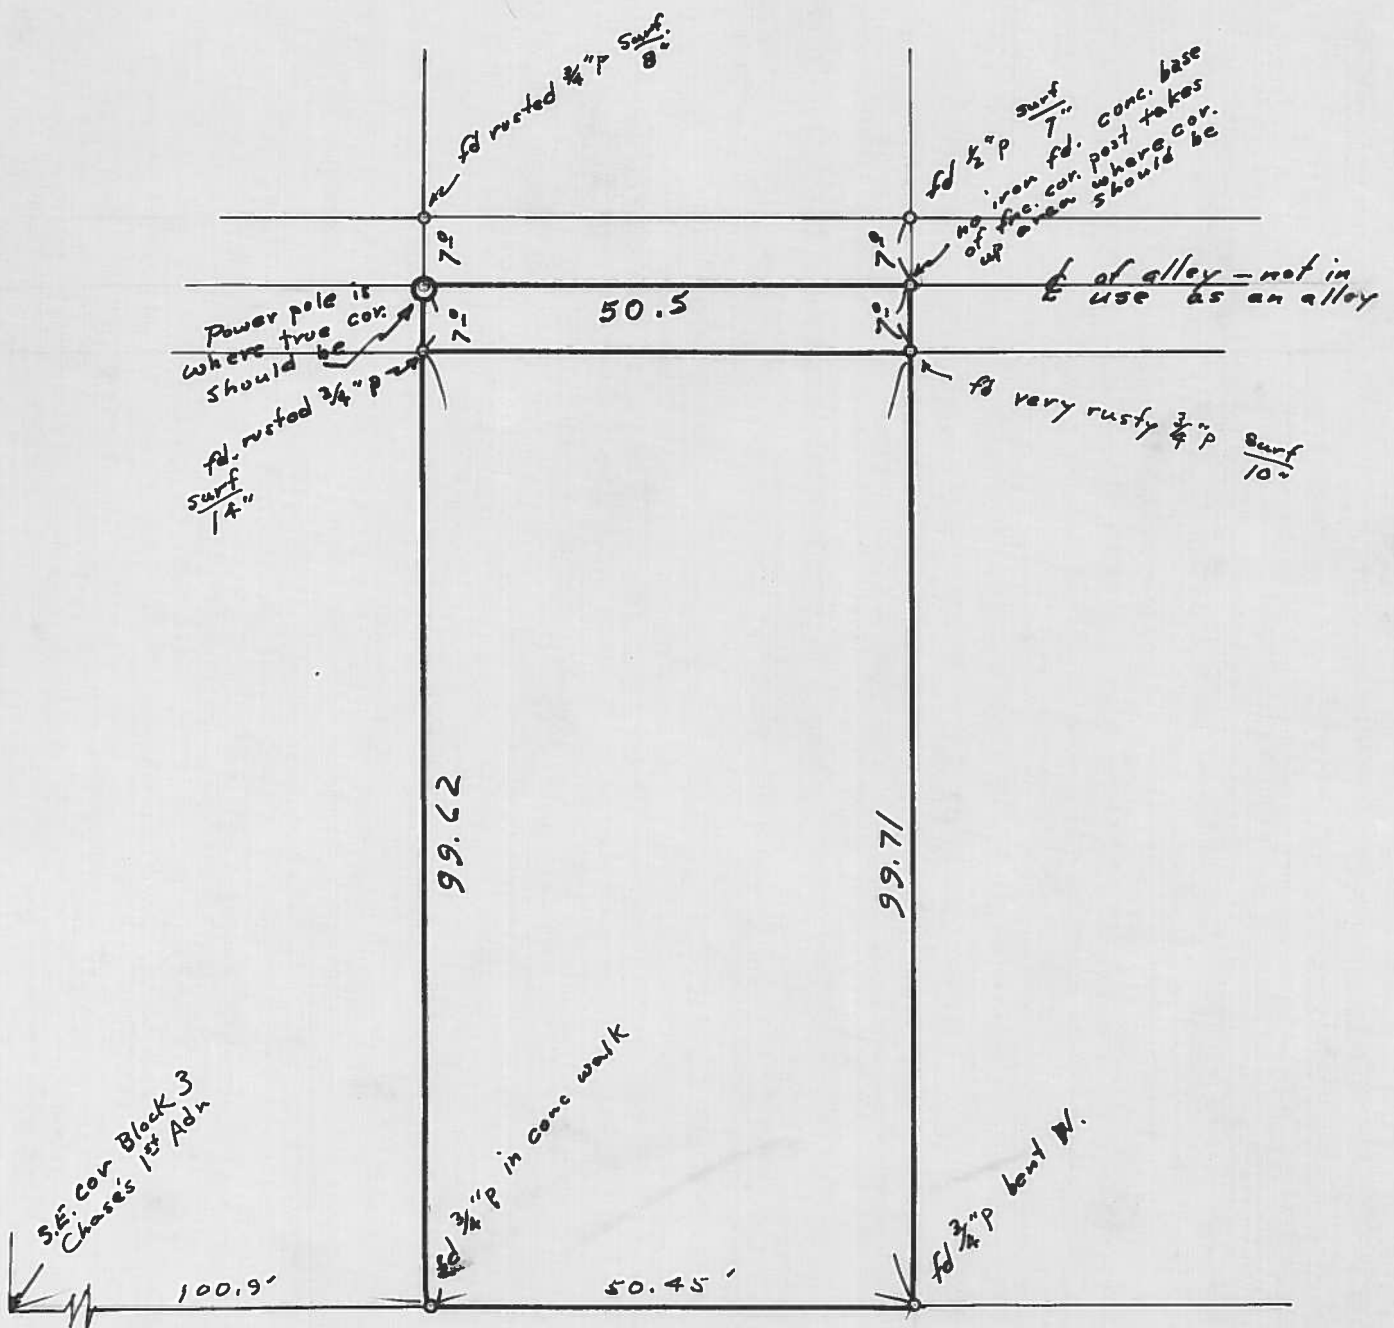 fd rusted 3/4" P surf/8"
fd 1/2" P surf/7"
no iron fd. conc. base
of fnc. cor. post takes
up area where cor.
should be
7.0'
7.0'
50.5
℄ of alley - not in
use as an alley
Power pole is
where true cor.
should be
7.0'
7.0'
fd. rusted 3/4" P
surf/14"
fd very rusty 3/4" P surf/10"
99.62
99.71
S.E. cor Block 3
Chase's 1st Adn
fd 3/4" P in conc walk
fd 3/4" P bent W.
100.9'
50.45'